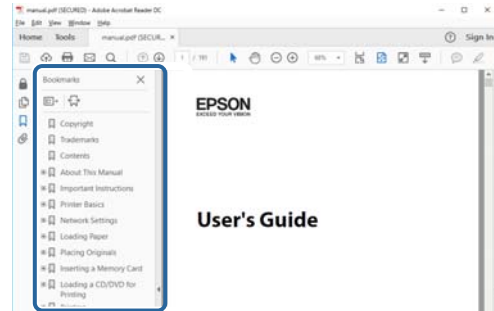 manual.pdf (SECURED) - Adobe Acrobat Reader DC
File Edit View Window Help
Home Tools manual.pdf (SECUR... ×
Sign In
1 / 191
Bookmarks
EPSON
EXCEED YOUR VISION
Copyright
Trademarks
Contents
About This Manual
Important Instructions
Printer Basics
Network Settings
User's Guide
Loading Paper
Placing Originals
Inserting a Memory Card
Loading a CD/DVD for
Printing